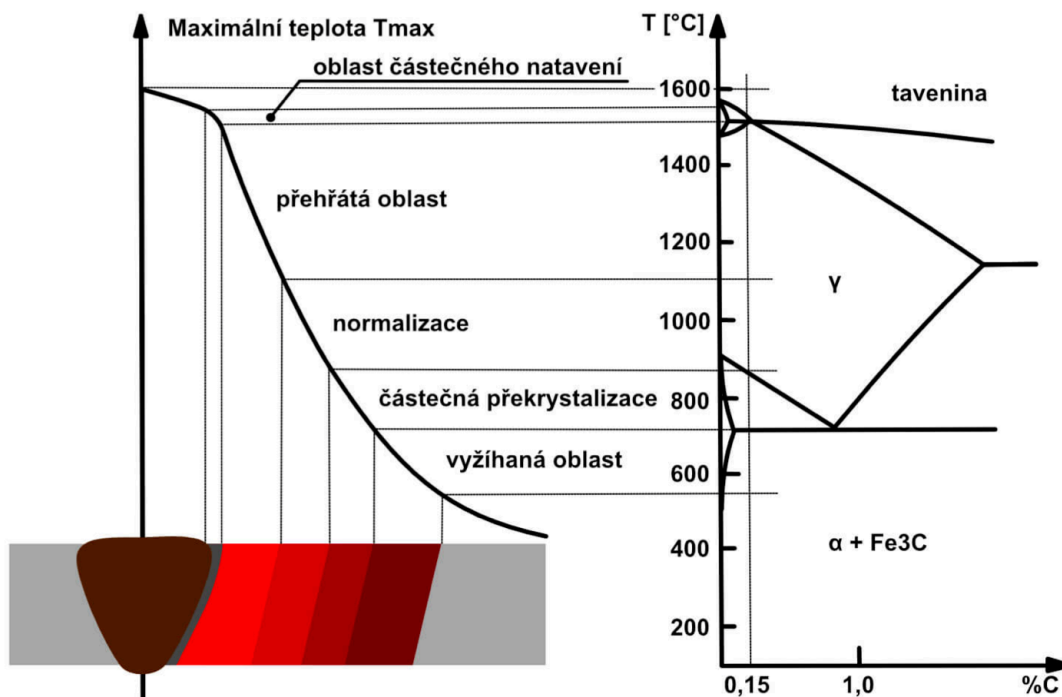 Maximální teplota Tmax
oblast částečného natavení
přehřátá oblast
normalizace
částečná překrystalizace
vyžíhaná oblast
T [°C]
1600
1400
1200
1000
800
600
400
200
tavenina
γ
α + Fe3C
0,15
1,0
%C